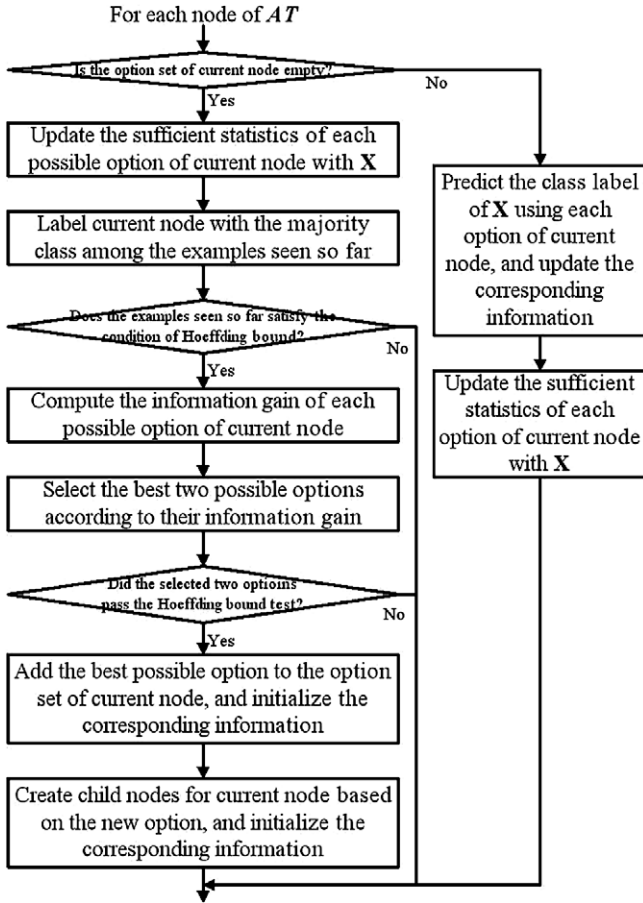 For each node of AT
Is the option set of current node empty?
No
Yes
Update the sufficient statistics of each
possible option of current node with X
Label current node with the majority
class among the examples seen so far
Does the examples seen so far satisfy the
condition of Hoeffding bound?
No
Yes
Compute the information gain of each
possible option of current node
Select the best two possible options
according to their information gain
Did the selected two optioins
pass the Hoeffding bound test?
No
Yes
Add the best possible option to the option
set of current node, and initialize the
corresponding information
Create child nodes for current node based
on the new option, and initialize the
corresponding information
Predict the class label
of X using each
option of current
node, and update the
corresponding
information
Update the sufficient
statistics of each
option of current node
with X